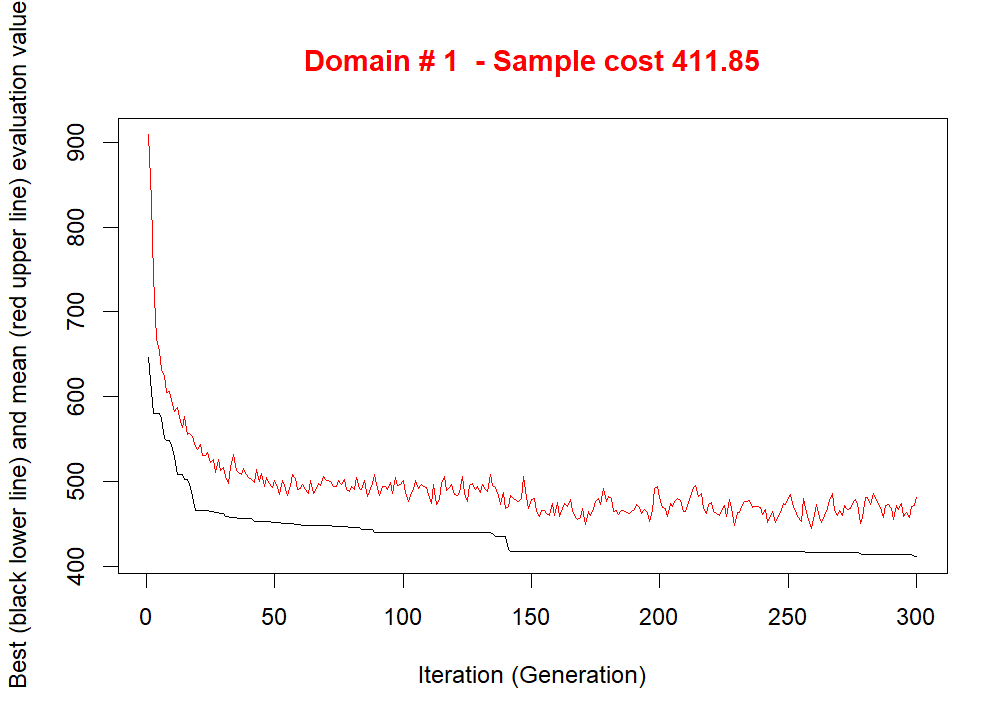 Domain # 1  - Sample cost 411.85
Best (black lower line) and mean (red upper line) evaluation value
900
800
700
600
500
400
0 50 100 150 200 250 300
Iteration (Generation)